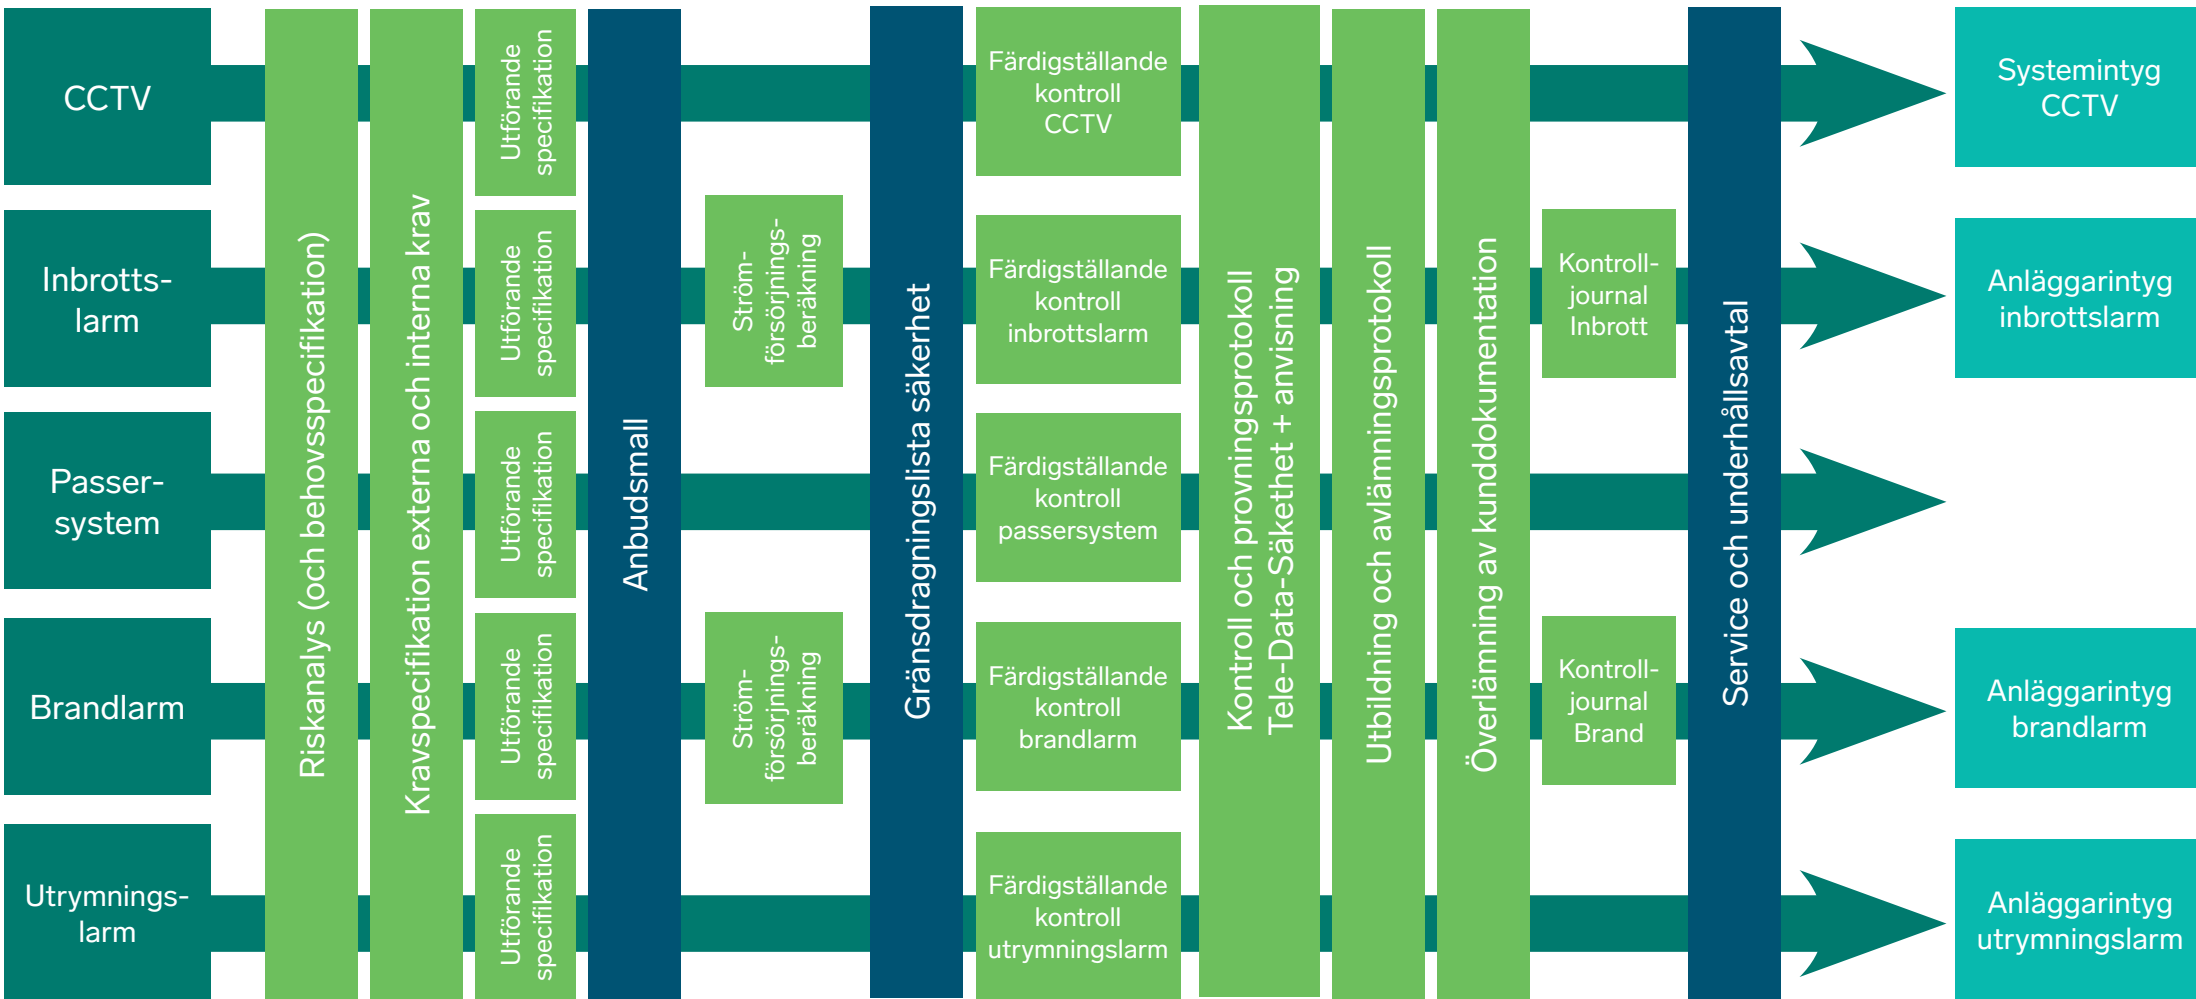 CCTV
Inbrotts-
larm
Passer-
system
Brandlarm
Utrymnings-
larm
Riskanalys (och behovsspecifikation)
Kravspecifikation externa och interna krav
Utförande
specifikation
Utförande
specifikation
Utförande
specifikation
Utförande
specifikation
Utförande
specifikation
Anbudsmall
Ström-
försörjnings-
beräkning
Ström-
försörjnings-
beräkning
Gränsdragningslista säkerhet
Färdigställande
kontroll
CCTV
Färdigställande
kontroll
inbrottslarm
Färdigställande
kontroll
passersystem
Färdigställande
kontroll
brandlarm
Färdigställande
kontroll
utrymningslarm
Kontroll och provningsprotokoll
Tele-Data-Säkethet + anvisning
Utbildning och avlämningsprotokoll
Överlämning av kunddokumentation
Kontroll-
journal
Inbrott
Kontroll-
journal
Brand
Service och underhållsavtal
Systemintyg
CCTV
Anläggarintyg
inbrottslarm
Anläggarintyg
brandlarm
Anläggarintyg
utrymningslarm